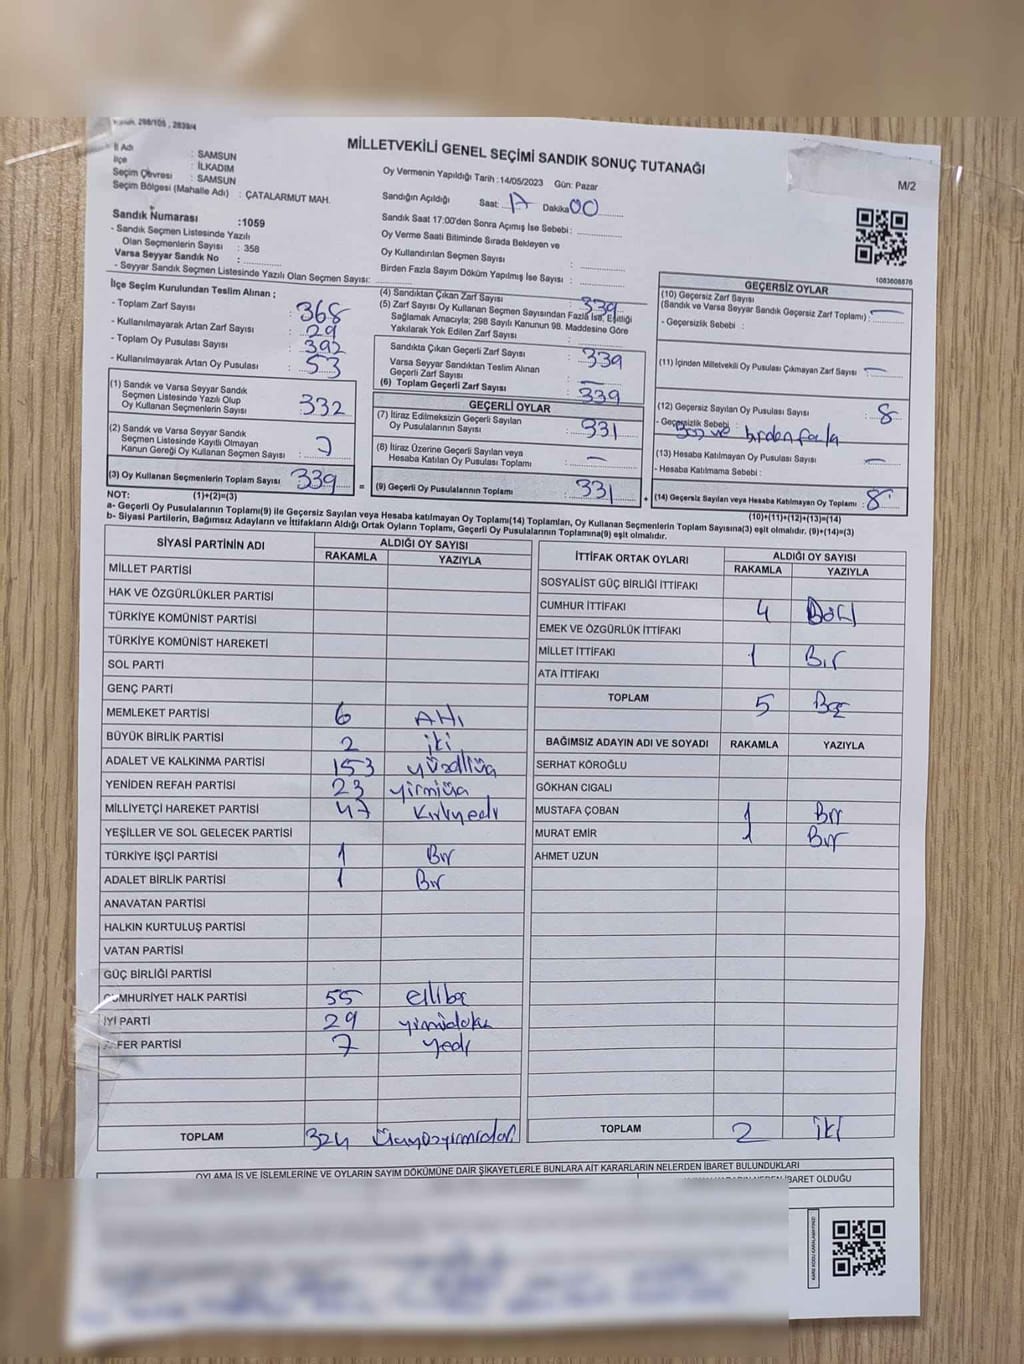 298/105 , 2839/4
MİLLETVEKİLİ GENEL SEÇİMİ SANDIK SONUÇ TUTANAĞI
M/2
İl Adı : SAMSUN
İlçe : İLKADIM
Seçim Çevresi : SAMSUN
Seçim Bölgesi (Mahalle Adı) : ÇATALARMUT MAH.
Sandık Numarası :1059
- Sandık Seçmen Listesinde Yazılı
Olan Seçmenlerin Sayısı : 358
Varsa Seyyar Sandık No :
- Seyyar Sandık Seçmen Listesinde Yazılı Olan Seçmen Sayısı:
Oy Vermenin Yapıldığı Tarih :14/05/2023 Gün: Pazar
Sandığın Açıldığı Saat: 17 Dakika 00
Sandık Saat 17:00'den Sonra Açımış İse Sebebi :
Oy Verme Saati Bitiminde Sırada Bekleyen ve
Oy Kullandırılan Seçmen Sayısı :
Birden Fazla Sayım Döküm Yapılmış İse Sayısı :
1083608876
İlçe Seçim Kurulundan Teslim Alınan ;
- Toplam Zarf Sayısı : 368
- Kullanılmayarak Artan Zarf Sayısı : 29
- Toplam Oy Pusulası Sayısı : 392
- Kullanılmayarak Artan Oy Pusulası : 53
(1) Sandık ve Varsa Seyyar Sandık
Seçmen Listesinde Yazılı Olup
Oy Kullanan Seçmenlerin Sayısı : 332
(2) Sandık ve Varsa Seyyar Sandık
Seçmen Listesinde Kayıtlı Olmayan
Kanun Gereği Oy Kullanan Seçmen Sayısı : 7
(3) Oy Kullanan Seçmenlerin Toplam Sayısı : 339
(4) Sandıktan Çıkan Zarf Sayısı : 339
(5) Zarf Sayısı Oy Kullanan Seçmen Sayısından Fazla İse, Eşitliği
Sağlamak Amacıyla; 298 Sayılı Kanunun 98. Maddesine Göre
Yakılarak Yok Edilen Zarf Sayısı :
Sandıkta Çıkan Geçerli Zarf Sayısı : 339
Varsa Seyyar Sandıktan Teslim Alınan
Geçerli Zarf Sayısı : —
(6) Toplam Geçerli Zarf Sayısı : 339
GEÇERLİ OYLAR
(7) İtiraz Edilmeksizin Geçerli Sayılan
Oy Pusulalarının Sayısı : 331
(8) İtiraz Üzerine Geçerli Sayılan veya
Hesaba Katılan Oy Pusulası Toplamı : —
= (9) Geçerli Oy Pusulalarının Toplamı : 331
GEÇERSİZ OYLAR
(10) Geçersiz Zarf Sayısı
(Sandık ve Varsa Seyyar Sandık Geçersiz Zarf Toplamı) : —
- Geçersizlik Sebebi :
(11) İçinden Milletvekili Oy Pusulası Çıkmayan Zarf Sayısı : —
(12) Geçersiz Sayılan Oy Pusulası Sayısı : 8
- Geçersizlik Sebebi : Boş ve birden fazla
(13) Hesaba Katılmayan Oy Pusulası Sayısı : —
- Hesaba Katılmama Sebebi :
+ (14) Geçersiz Sayılan veya Hesaba Katılmayan Oy Toplamı : 8
NOT: (1)+(2)=(3)
(10)+(11)+(12)+(13)=(14)
a- Geçerli Oy Pusulalarının Toplamı(9) ile Geçersiz Sayılan veya Hesaba katılmayan Oy Toplamı(14) Toplamları, Oy Kullanan Seçmenlerin Toplam Sayısına(3) eşit olmalıdır. (9)+(14)=(3)
b- Siyasi Partilerin, Bağımsız Adayların ve İttifakların Aldığı Ortak Oyların Toplamı, Geçerli Oy Pusulalarının Toplamına(9) eşit olmalıdır.
SİYASİ PARTİNİN ADI ALDIĞI OY SAYISI
RAKAMLA YAZIYLA
MİLLET PARTİSİ
HAK VE ÖZGÜRLÜKLER PARTİSİ
TÜRKİYE KOMÜNİST PARTİSİ
TÜRKİYE KOMÜNİST HAREKETİ
SOL PARTİ
GENÇ PARTİ
MEMLEKET PARTİSİ 6 Altı
BÜYÜK BİRLİK PARTİSİ 2 iki
ADALET VE KALKINMA PARTİSİ 153 yüzelliüç
YENİDEN REFAH PARTİSİ 23 yirmiüç
MİLLİYETÇİ HAREKET PARTİSİ 47 Kırkyedi
YEŞİLLER VE SOL GELECEK PARTİSİ
TÜRKİYE İŞÇİ PARTİSİ 1 Bir
ADALET BİRLİK PARTİSİ 1 Bir
ANAVATAN PARTİSİ
HALKIN KURTULUŞ PARTİSİ
VATAN PARTİSİ
GÜÇ BİRLİĞİ PARTİSİ
CUMHURİYET HALK PARTİSİ 55 ellibeş
İYİ PARTİ 29 yirmidokuz
ZAFER PARTİSİ 7 yedi
TOPLAM 324 Üçyüzyirmidört
İTTİFAK ORTAK OYLARI ALDIĞI OY SAYISI
RAKAMLA YAZIYLA
SOSYALİST GÜÇ BİRLİĞİ İTTİFAKI
CUMHUR İTTİFAKI 4 Dört
EMEK VE ÖZGÜRLÜK İTTİFAKI
MİLLET İTTİFAKI 1 Bir
ATA İTTİFAKI
TOPLAM 5 Beş
BAĞIMSIZ ADAYIN ADI VE SOYADI RAKAMLA YAZIYLA
SERHAT KÖROĞLU
GÖKHAN CIGALI
MUSTAFA ÇOBAN 1 Bir
MURAT EMİR 1 Bir
AHMET UZUN
TOPLAM 2 iki
OYLAMA İŞ VE İŞLEMLERİNE VE OYLARIN SAYIM DÖKÜMÜNE DAİR ŞİKAYETLERLE BUNLARA AİT KARARLARIN NELERDEN İBARET BULUNDUKLARI
İBARET OLDUĞU